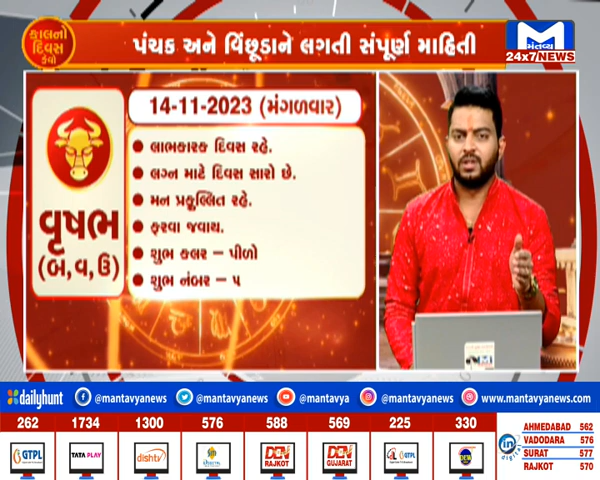 કાલનો
દિવસ
કેવો
પંચક અને વિંછૂડાને લગતી સંપૂર્ણ માહિતી
મંતવ્ય
24x7NEWS
14-11-2023 (મંગળવાર)
લાભકારક દિવસ રહે.
લગ્ન માટે દિવસ સારો છે.
મન પ્રફુલ્લિત રહે.
ફરવા જવાય.
શુભ કલર – પીળો
શુભ નંબર – ૫
વૃષભ
(બ,વ,ઉ)
dailyhunt @mantavyanews @mantavyanews @mantavya @mantavyanews www.mantavyanews.com
262 1734 1300 576 588 569 225 330
GTPL TATA PLAY dishtv DEN RAJKOT DEN GUJARAT GTPL
in digital
AHMEDABAD 562
VADODARA 576
SURAT 577
RAJKOT 570